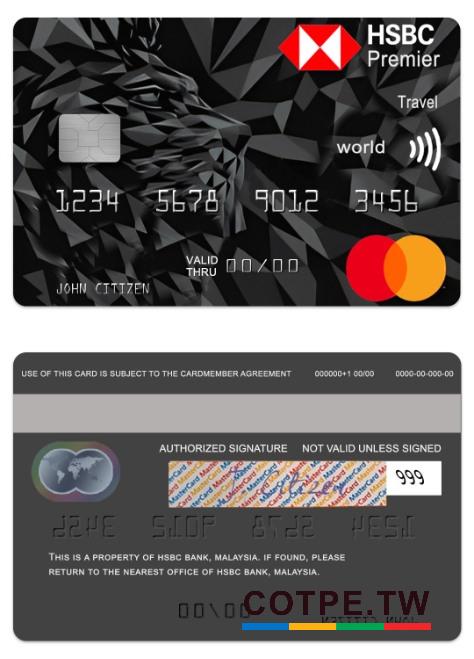 HSBC
Premier
Travel
world
1234 5678 9012 3456
VALID THRU 00/00
JOHN CITIZEN
USE OF THIS CARD IS SUBJECT TO THE CARDMEMBER AGREEMENT 000000+1 00/00 0000-00-000-00
AUTHORIZED SIGNATURE NOT VALID UNLESS SIGNED
MasterCard MasterCard MasterCard
999
THIS IS A PROPERTY OF HSBC BANK, MALAYSIA. IF FOUND, PLEASE
RETURN TO THE NEAREST OFFICE OF HSBC BANK, MALAYSIA.
00/00
COTPE.TW